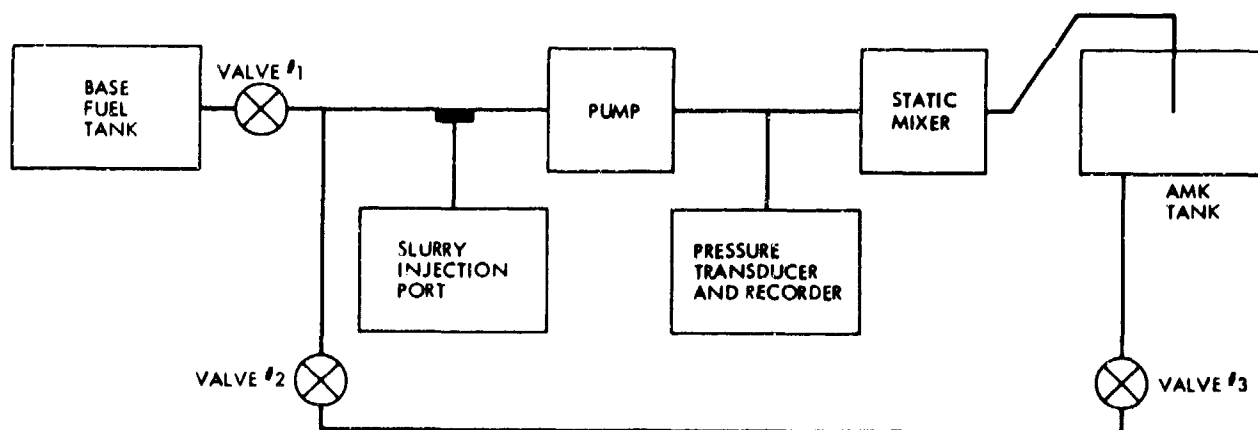 BASE
FUEL
TANK
VALVE #1
PUMP
STATIC
MIXER
AMK
TANK
SLURRY
INJECTION
PORT
PRESSURE
TRANSDUCER
AND RECORDER
VALVE #2
VALVE #3